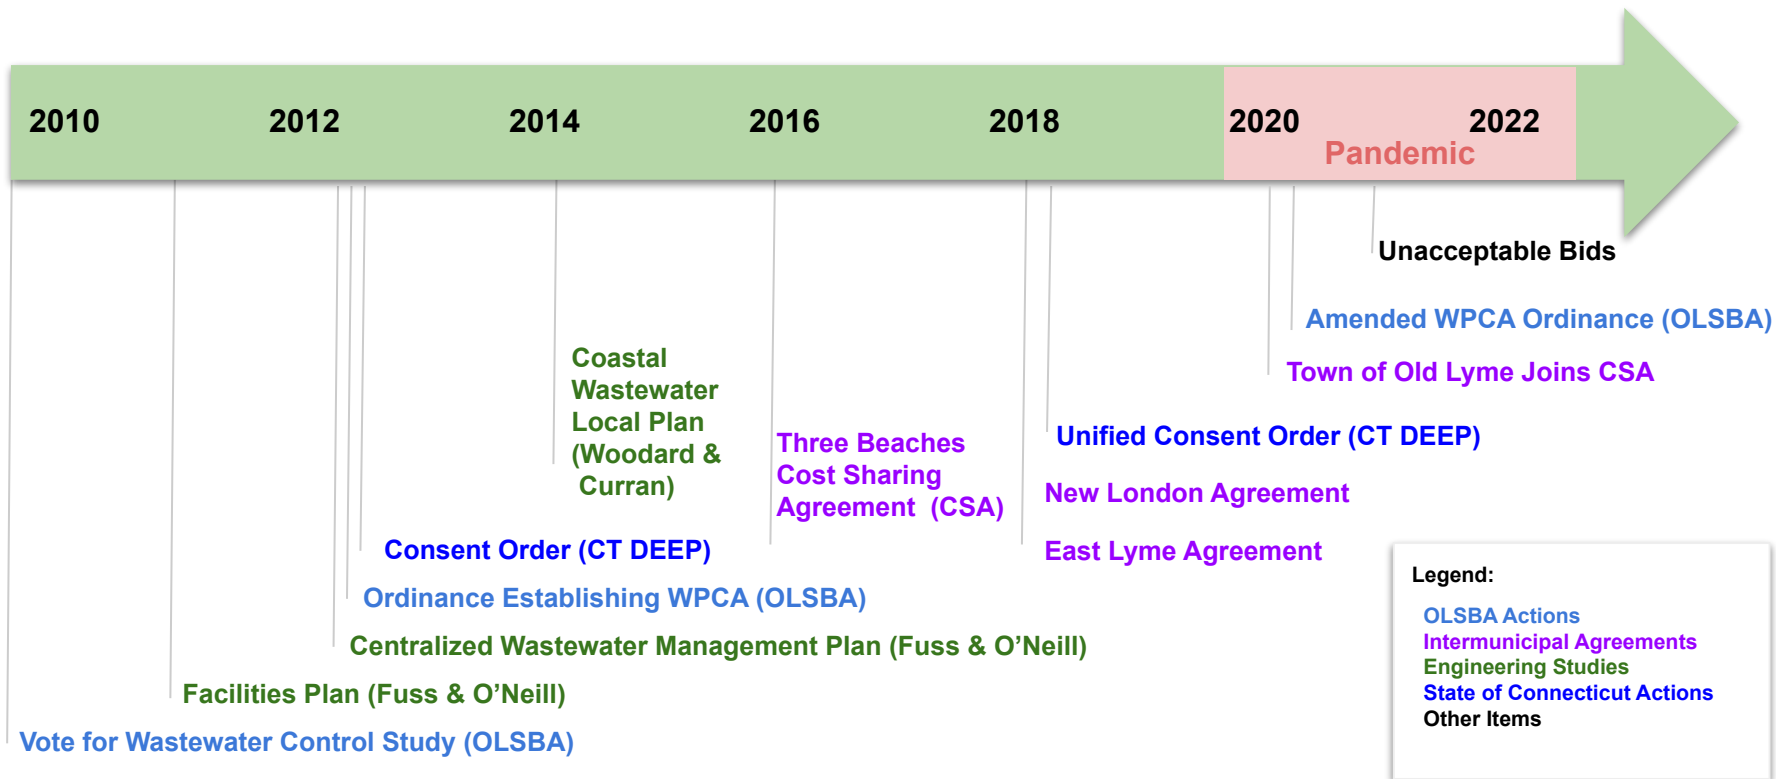 2010 2012 2014 2016 2018 2020 2022
Pandemic
Unacceptable Bids
Amended WPCA Ordinance (OLSBA)
Town of Old Lyme Joins CSA
Coastal
Wastewater
Local Plan
(Woodard &
Curran)
Three Beaches
Cost Sharing
Agreement (CSA)
Unified Consent Order (CT DEEP)
New London Agreement
East Lyme Agreement
Consent Order (CT DEEP)
Ordinance Establishing WPCA (OLSBA)
Centralized Wastewater Management Plan (Fuss & O’Neill)
Facilities Plan (Fuss & O’Neill)
Vote for Wastewater Control Study (OLSBA)
Legend:
OLSBA Actions
Intermunicipal Agreements
Engineering Studies
State of Connecticut Actions
Other Items